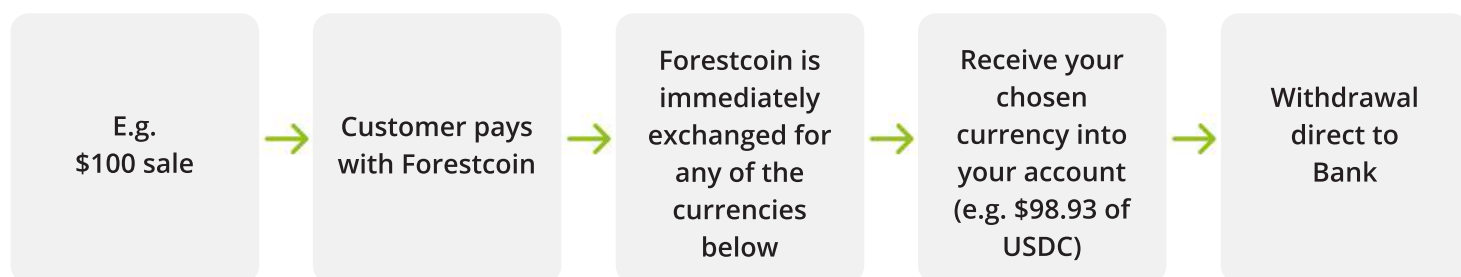 E.g.
$100 sale
Customer pays
with Forestcoin
Forestcoin is
immediately
exchanged for
any of the
currencies
below
Receive your
chosen
currency into
your account
(e.g. $98.93 of
USDC)
Withdrawal
direct to
Bank